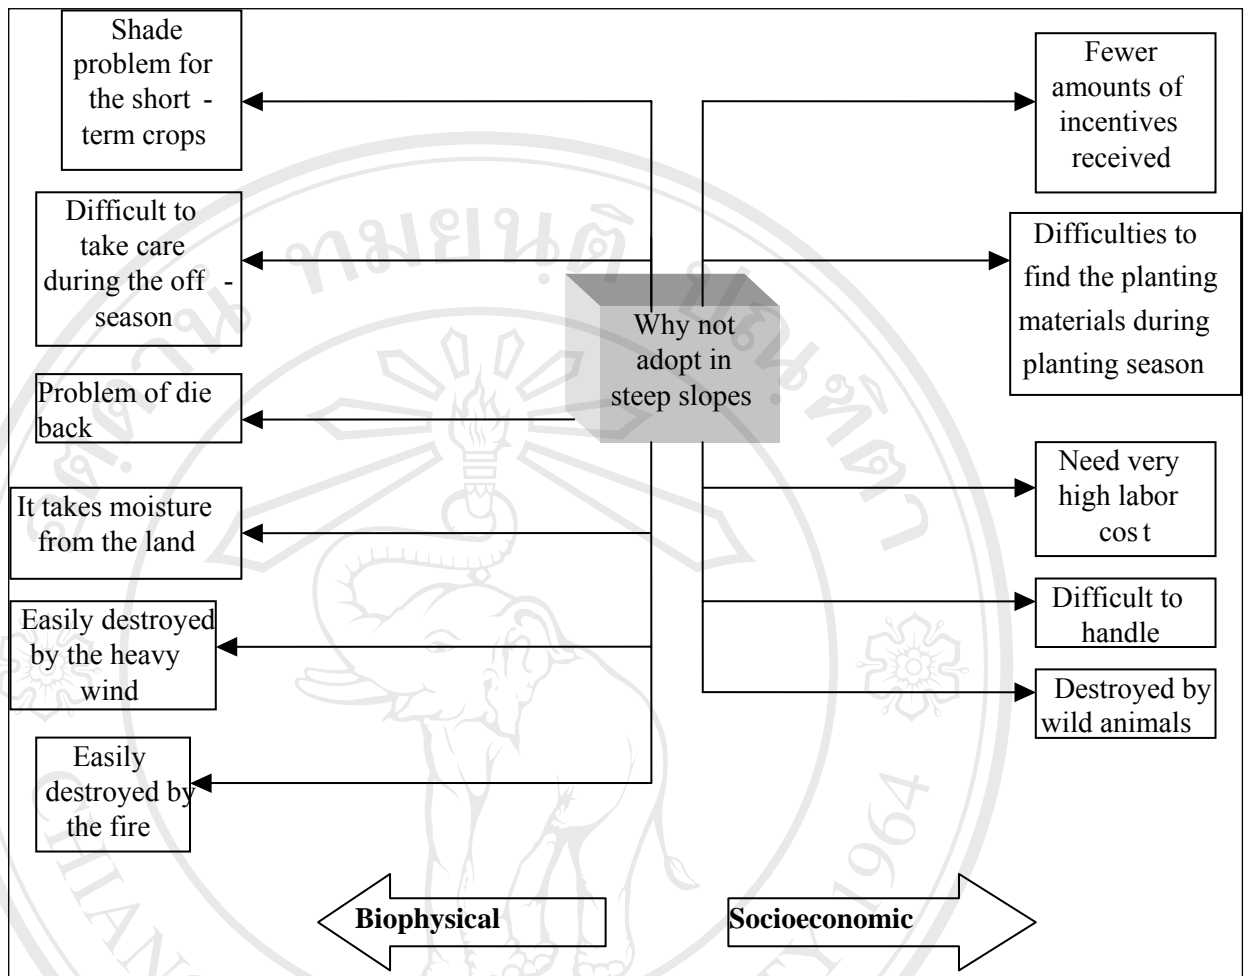 Shade
problem for
the short -
term crops
Difficult to
take care
during the off -
season
Problem of die
back
It takes moisture
from the land
Easily destroyed
by the heavy
wind
Easily
destroyed by
the fire
Why not
adopt in
steep slopes
Fewer
amounts of
incentives
received
Difficulties to
find the planting
materials during
planting season
Need very
high labor
cost
Difficult to
handle
Destroyed by
wild animals
Biophysical
Socioeconomic
1964